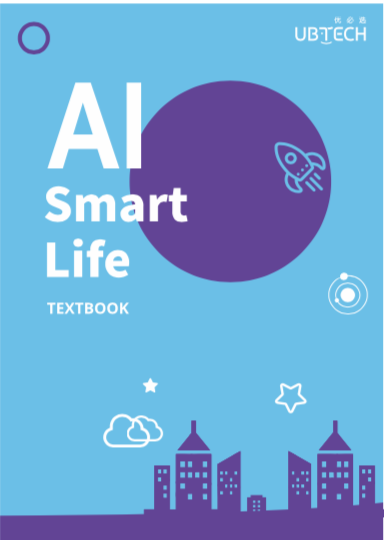 优必选
UBTECH
AI
Smart
Life
TEXTBOOK